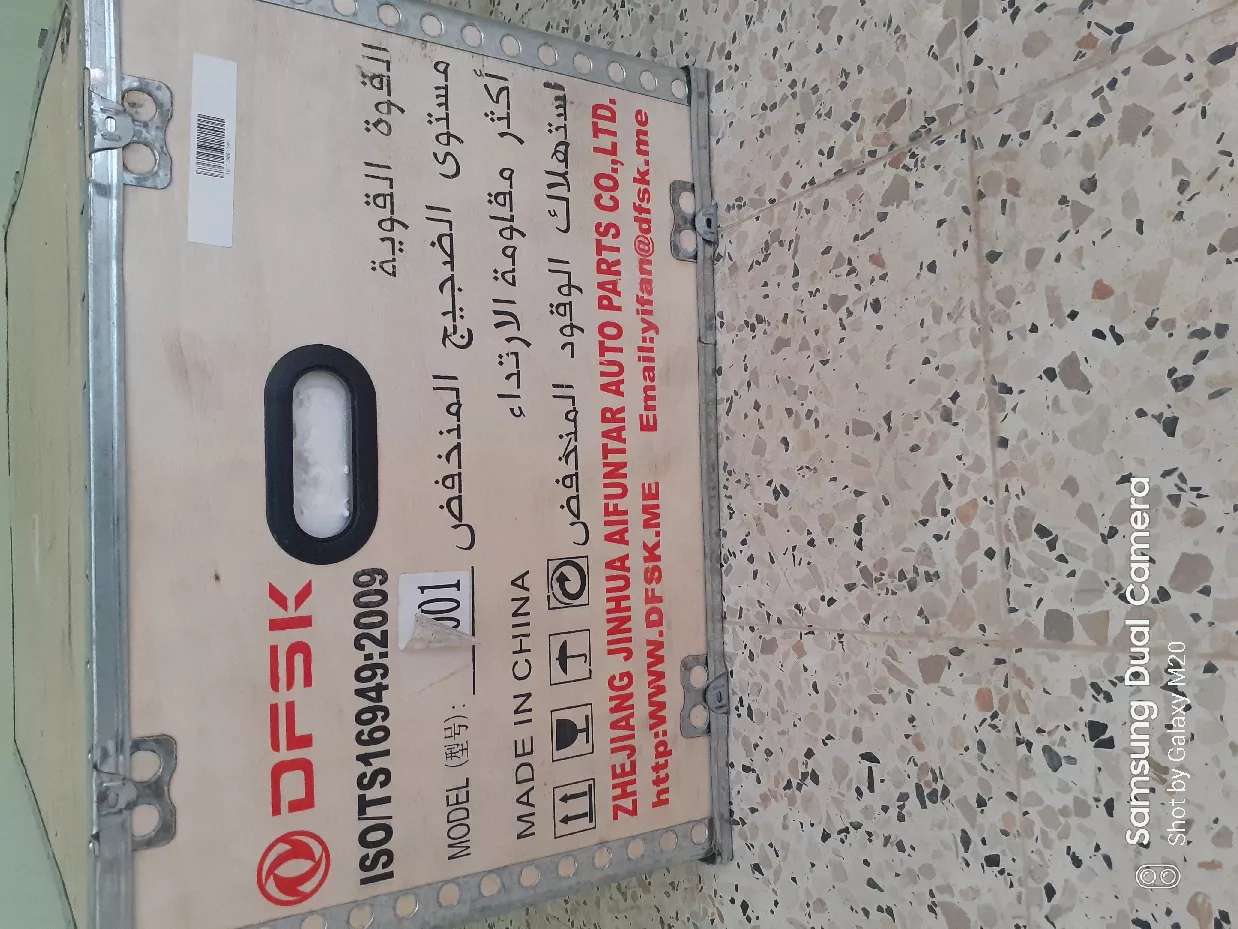 DFSK
ISO/TS16949:2009
القوة القوية
MODEL (型号): 001
مستوى الضجيج المنخفض
MADE IN CHINA
أكثر مقلومة الارتداء
استهلاك الوقود المنخفض
ZHEJIANG JINHUA AIFUNTAR AUTO PARTS CO.,LTD.
http:WWW.DFSK.ME Email:yifan@dfsk.me
Samsung Dual Camera
Shot by Galaxy M20